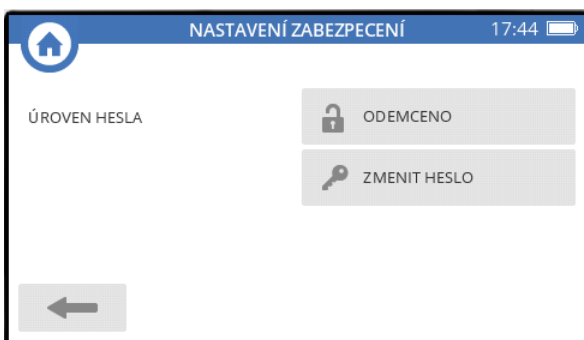 NASTAVENÍ ZABEZPECENÍ 17:44
ÚROVEN HESLA
ODEMCENO
ZMENIT HESLO